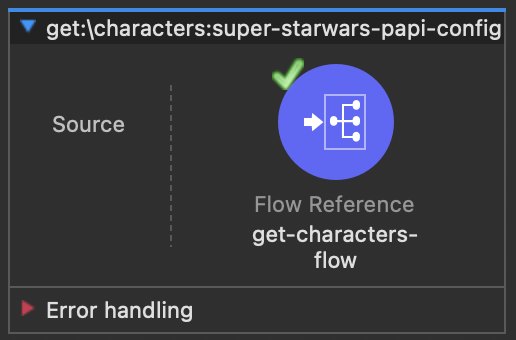 get:\characters:super-starwars-papi-config
Source
Flow Reference
get-characters-
flow
Error handling